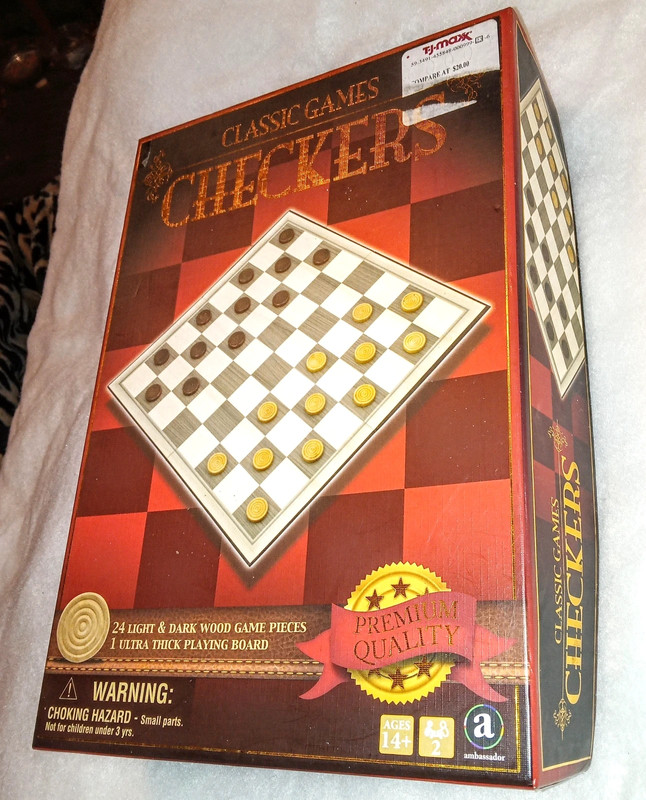 TJ-maxx
COMPARE AT $20.00
CLASSIC GAMES
CHECKERS
24 LIGHT & DARK WOOD GAME PIECES
1 ULTRA THICK PLAYING BOARD
PREMIUM
QUALITY
WARNING:
CHOKING HAZARD - Small parts.
Not for children under 3 yrs.
AGES
14+
2
a
ambassador
CLASSIC GAMES
CHECKERS